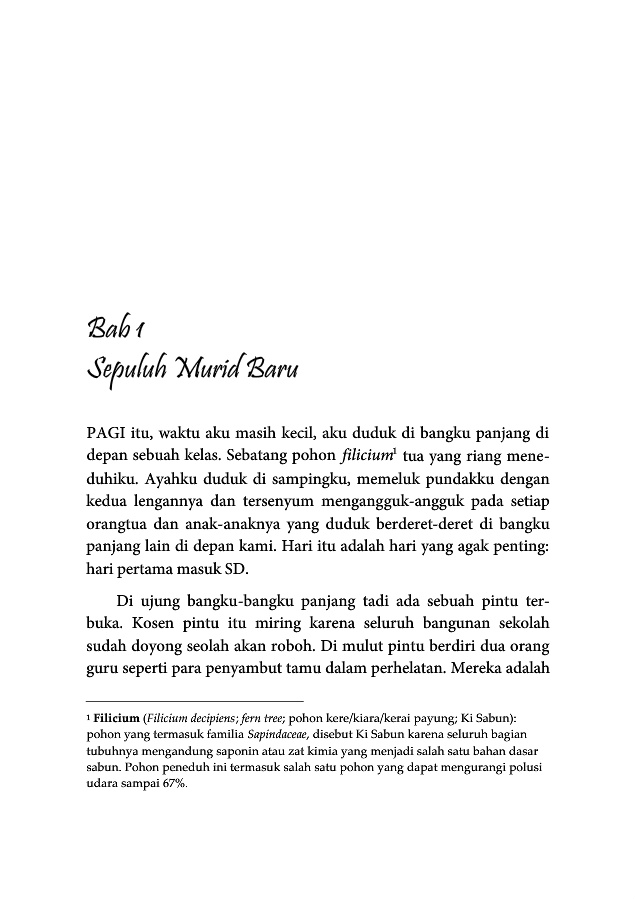 Bab 1
Sepuluh Murid Baru
PAGI itu, waktu aku masih kecil, aku duduk di bangku panjang di
depan sebuah kelas. Sebatang pohon filicium¹ tua yang riang mene-
duhiku. Ayahku duduk di sampingku, memeluk pundakku dengan
kedua lengannya dan tersenyum mengangguk-angguk pada setiap
orangtua dan anak-anaknya yang duduk berderet-deret di bangku
panjang lain di depan kami. Hari itu adalah hari yang agak penting:
hari pertama masuk SD.
Di ujung bangku-bangku panjang tadi ada sebuah pintu ter-
buka. Kosen pintu itu miring karena seluruh bangunan sekolah
sudah doyong seolah akan roboh. Di mulut pintu berdiri dua orang
guru seperti para penyambut tamu dalam perhelatan. Mereka adalah
¹ Filicium (Filicium decipiens; fern tree; pohon kere/kiara/kerai payung; Ki Sabun):
pohon yang termasuk familia Sapindaceae, disebut Ki Sabun karena seluruh bagian
tubuhnya mengandung saponin atau zat kimia yang menjadi salah satu bahan dasar
sabun. Pohon peneduh ini termasuk salah satu pohon yang dapat mengurangi polusi
udara sampai 67%.